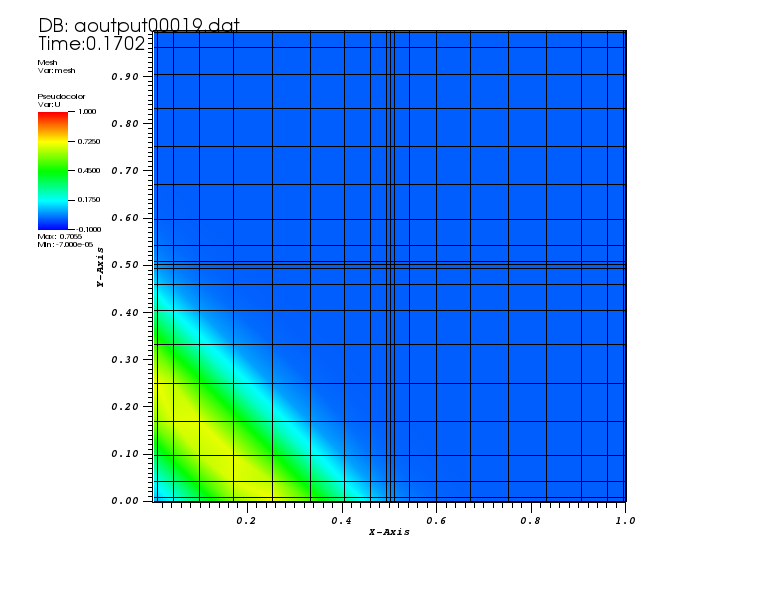 DB: aoutput00019.dat
Time:0.1702
Mesh
Var: mesh
Pseudocolor
Var: U
1.000
0.7250
0.4500
0.1750
-0.1000
Max: 0.7055
Min: -7.000e-05
0.90
0.80
0.70
0.60
0.50
0.40
0.30
0.20
0.10
0.00
Y-Axis
0.2
0.4
0.6
0.8
1.0
X-Axis